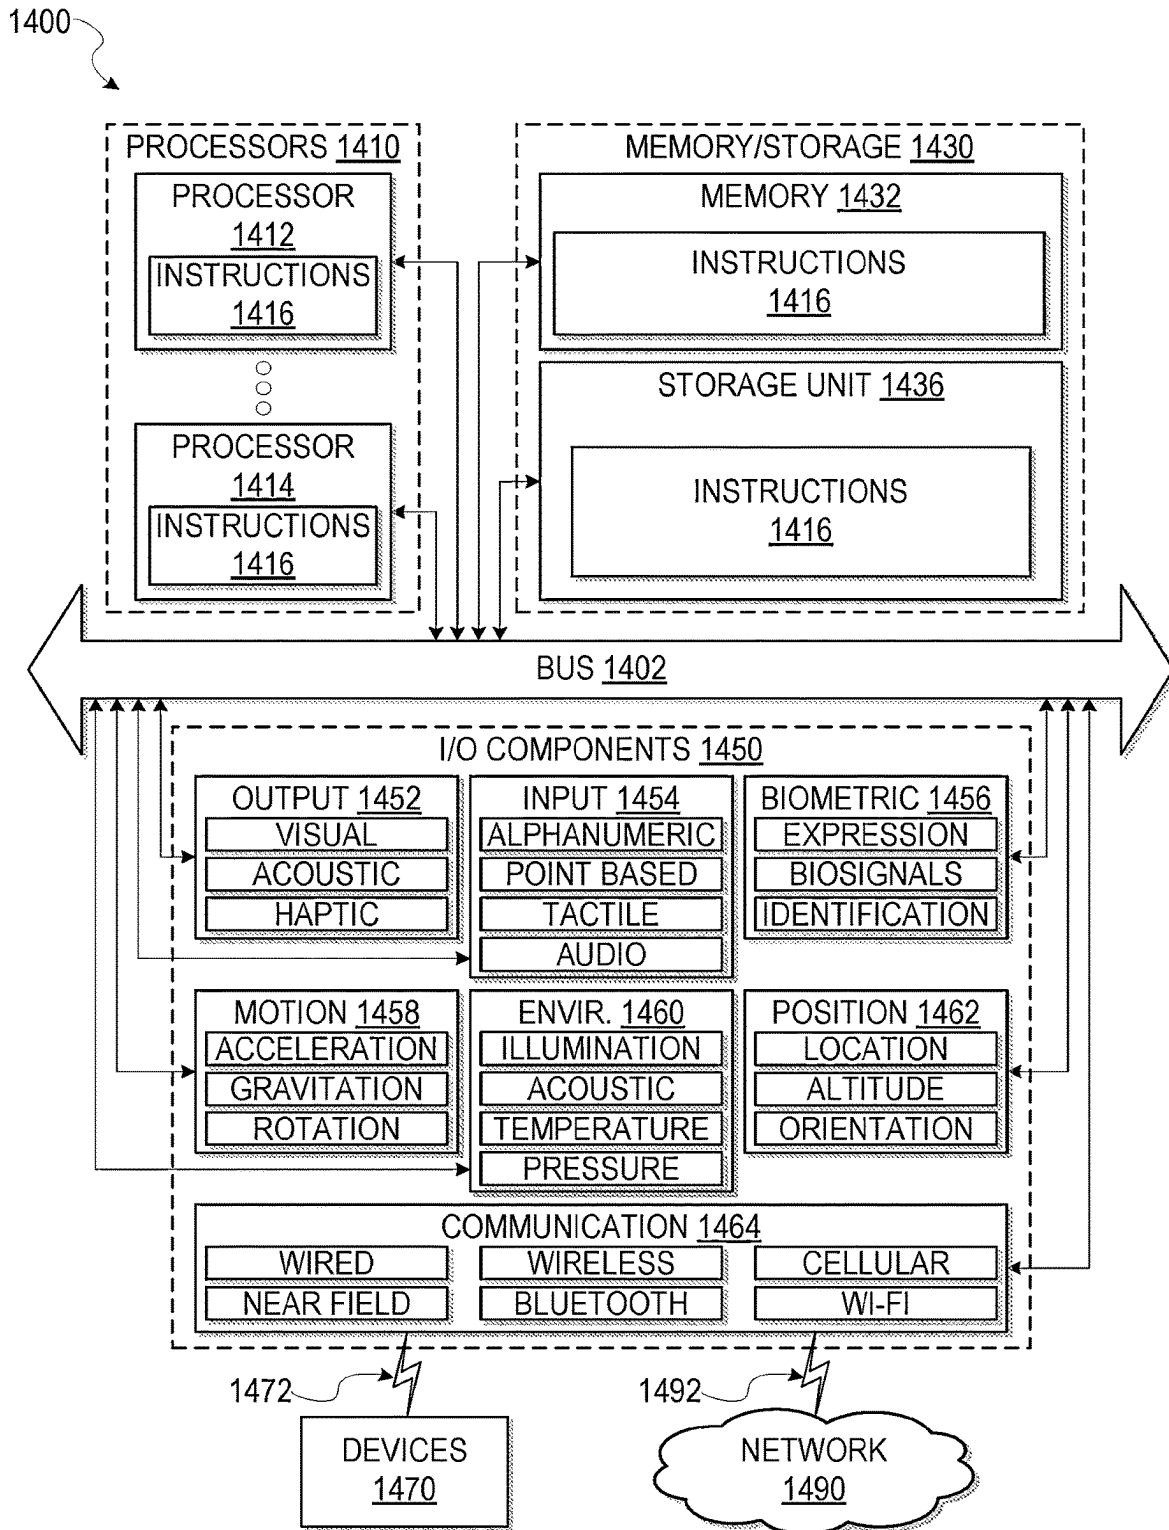 1400
PROCESSORS 1410
PROCESSOR
1412
INSTRUCTIONS
1416
PROCESSOR
1414
INSTRUCTIONS
1416
MEMORY/STORAGE 1430
MEMORY 1432
INSTRUCTIONS
1416
STORAGE UNIT 1436
INSTRUCTIONS
1416
BUS 1402
I/O COMPONENTS 1450
OUTPUT 1452
VISUAL
ACOUSTIC
HAPTIC
INPUT 1454
ALPHANUMERIC
POINT BASED
TACTILE
AUDIO
BIOMETRIC 1456
EXPRESSION
BIOSIGNALS
IDENTIFICATION
MOTION 1458
ACCELERATION
GRAVITATION
ROTATION
ENVIR. 1460
ILLUMINATION
ACOUSTIC
TEMPERATURE
PRESSURE
POSITION 1462
LOCATION
ALTITUDE
ORIENTATION
COMMUNICATION 1464
WIRED
WIRELESS
CELLULAR
NEAR FIELD
BLUETOOTH
WI-FI
1472
1492
DEVICES
1470
NETWORK
1490